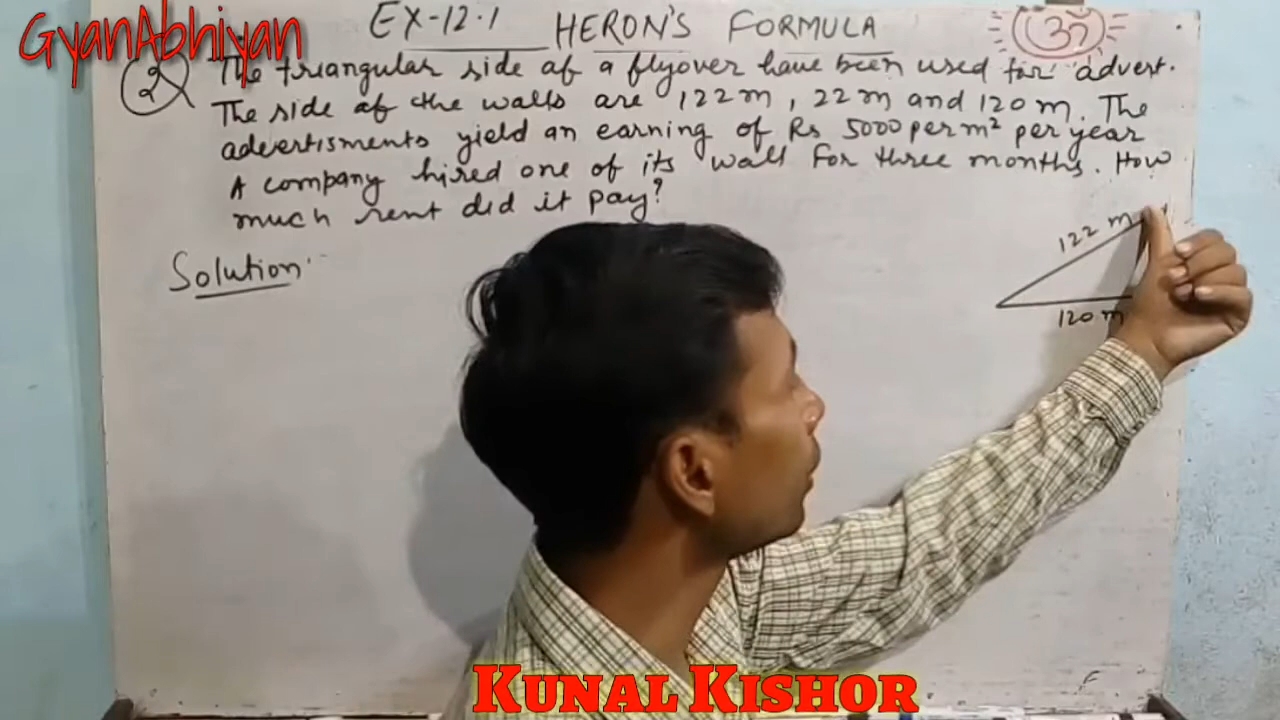 GyanAbhiyan
EX-12.1 HERON'S FORMULA
ॐ
2 The triangular side of a flyover have been used for advert.
The side of the walls are 122 m, 22 m and 120 m. The
advertisments yield an earning of Rs 5000 per m² per year
A company hired one of its wall for three months. How
much rent did it pay?
122 m
Solution
120 m
KUNAL KISHOR